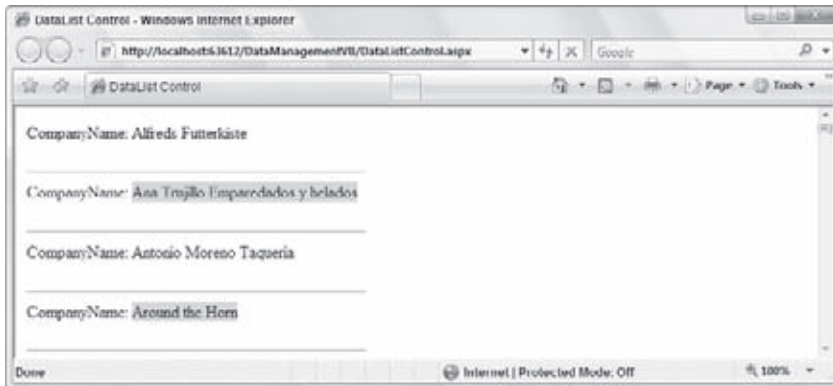 DataList Control - Windows Internet Explorer
http://localhost:63612/DataManagementVB/DataListControl.aspx
Google
DataList Control
Page
Tools
CompanyName: Alfreds Futterkiste
CompanyName: Ana Trujillo Emparedados y helados
CompanyName: Antonio Moreno Taquería
CompanyName: Around the Horn
Done
Internet | Protected Mode: Off
100%